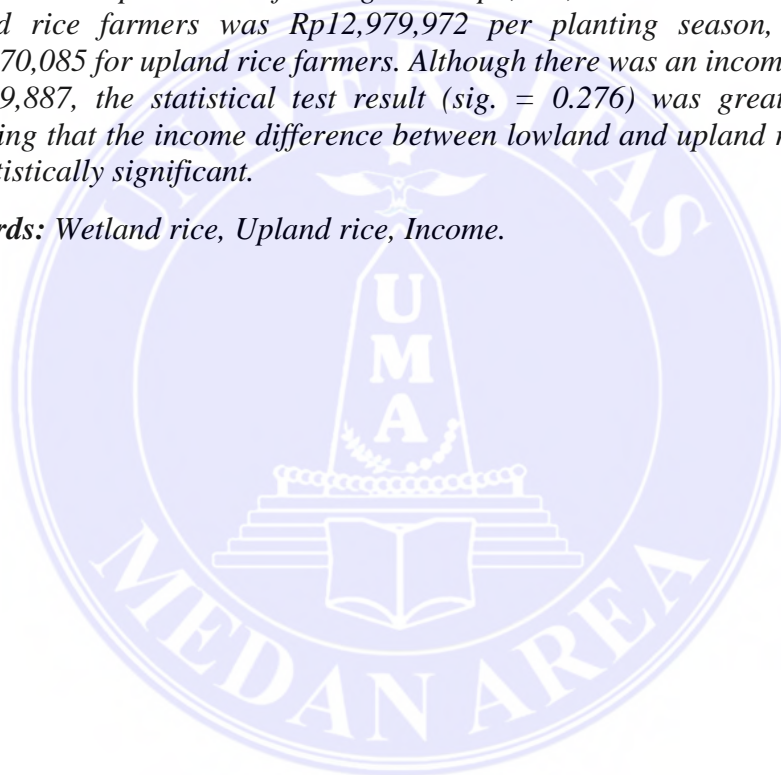 rice farmers was Rp12,979,972 per planting season,
70,085 for upland rice farmers. Although there was an incom
9,887, the statistical test result (sig. = 0.276) was great
ing that the income difference between lowland and upland
tistically significant.
rds: Wetland rice, Upland rice, Income.
UNIVERSITAS
UMA
MEDAN AREA